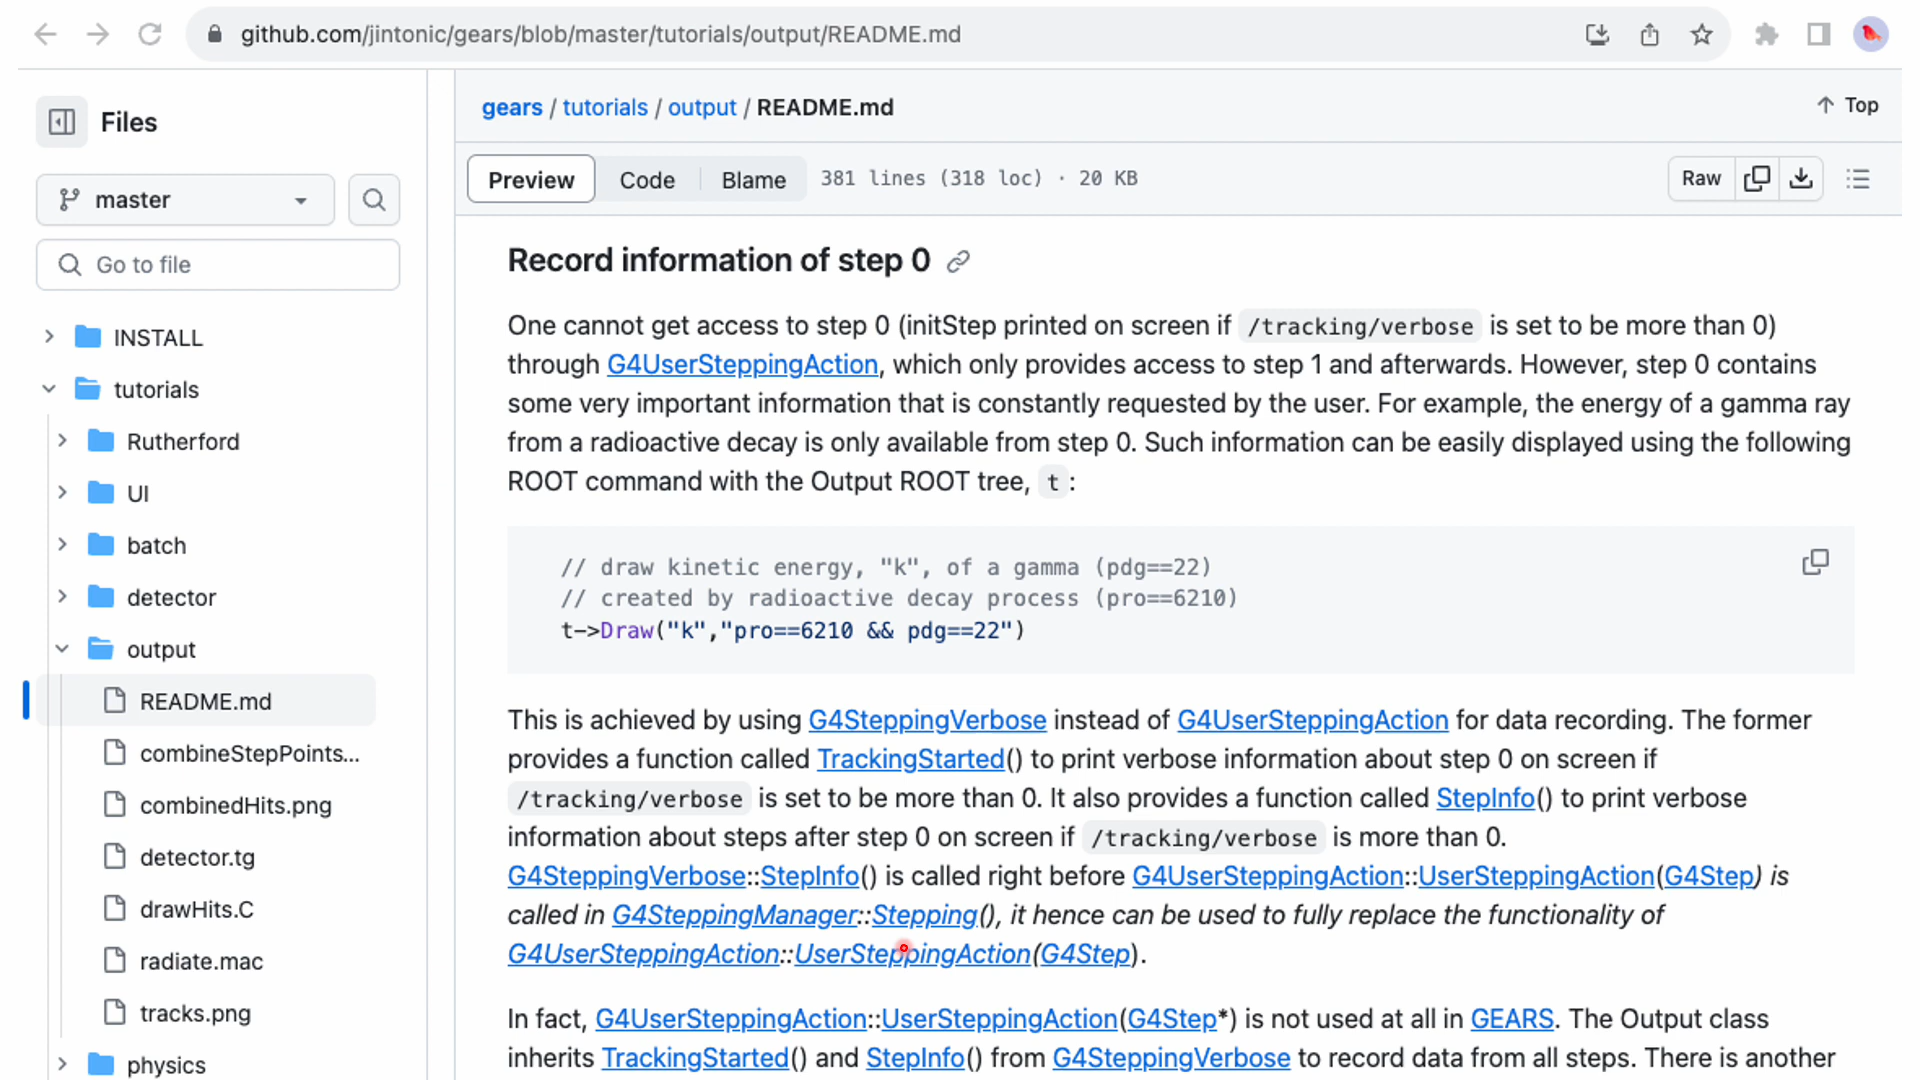 github.com/jintonic/gears/blob/master/tutorials/output/README.md
Files
master
Go to file
INSTALL
tutorials
Rutherford
UI
batch
detector
output
README.md
combineStepPoints...
combinedHits.png
detector.tg
drawHits.C
radiate.mac
tracks.png
physics
gears / tutorials / output / README.md
Top
Preview Code Blame 381 lines (318 loc) · 20 KB
Raw
Record information of step 0
One cannot get access to step 0 (initStep printed on screen if /tracking/verbose is set to be more than 0)
through G4UserSteppingAction, which only provides access to step 1 and afterwards. However, step 0 contains
some very important information that is constantly requested by the user. For example, the energy of a gamma ray
from a radioactive decay is only available from step 0. Such information can be easily displayed using the following
ROOT command with the Output ROOT tree, t :
// draw kinetic energy, "k", of a gamma (pdg==22)
// created by radioactive decay process (pro==6210)
t->Draw("k","pro==6210 && pdg==22")
This is achieved by using G4SteppingVerbose instead of G4UserSteppingAction for data recording. The former
provides a function called TrackingStarted() to print verbose information about step 0 on screen if
/tracking/verbose is set to be more than 0. It also provides a function called StepInfo() to print verbose
information about steps after step 0 on screen if /tracking/verbose is more than 0.
G4SteppingVerbose::StepInfo() is called right before G4UserSteppingAction::UserSteppingAction(G4Step) is
called in G4SteppingManager::Stepping(), it hence can be used to fully replace the functionality of
G4UserSteppingAction::UserSteppingAction(G4Step).
In fact, G4UserSteppingAction::UserSteppingAction(G4Step*) is not used at all in GEARS. The Output class
inherits TrackingStarted() and StepInfo() from G4SteppingVerbose to record data from all steps. There is another